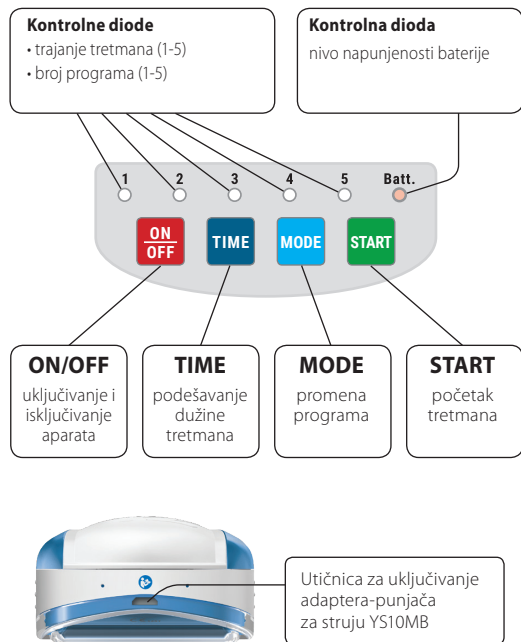 Kontrolne diode
• trajanje tretmana (1-5)
• broj programa (1-5)
Kontrolna dioda
nivo napunjenosti baterije
1 2 3 4 5 Batt.
ON
OFF
TIME
MODE
START
ON/OFF
uključivanje i
isključivanje
aparata
TIME
podešavanje
dužine
tretmana
MODE
promena
programa
START
početak
tretmana
Utičnica za uključivanje
adaptera-punjača
za struju YS10MB